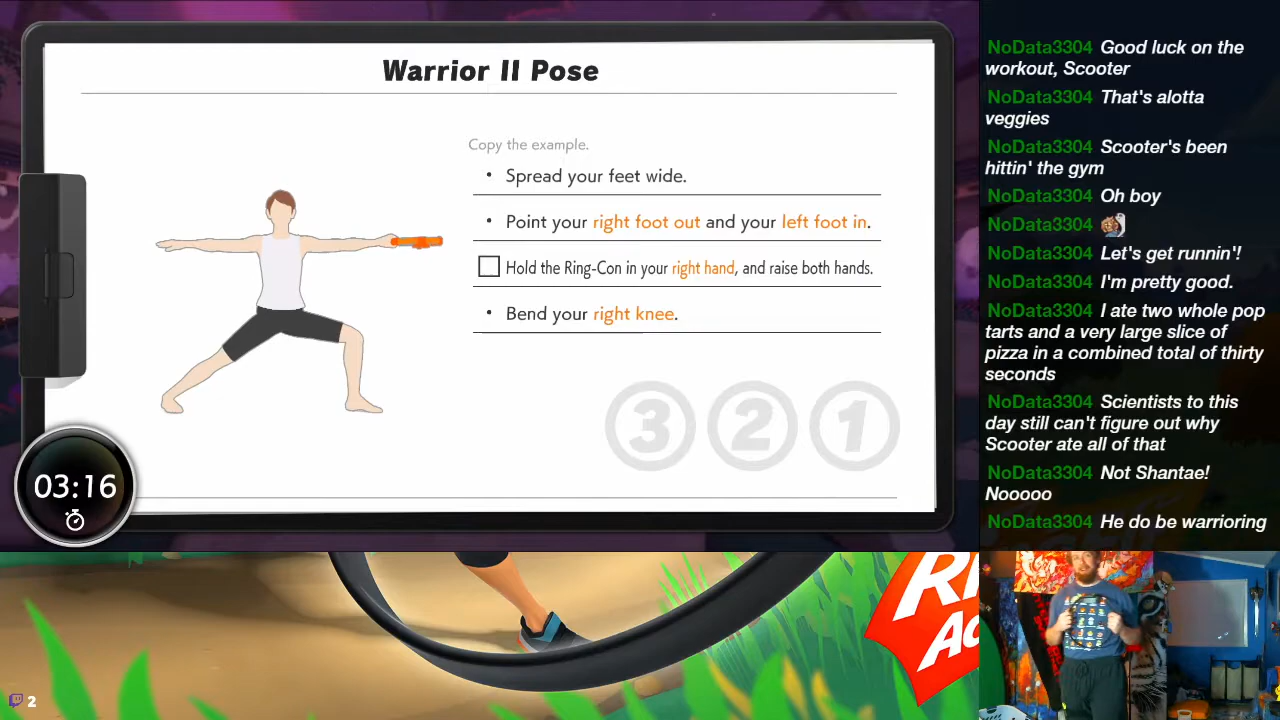 Warrior II Pose
Copy the example.
• Spread your feet wide.
• Point your right foot out and your left foot in.
Hold the Ring-Con in your right hand, and raise both hands.
• Bend your right knee.
3 2 1
03:16
2
NoData3304 Good luck on the
workout, Scooter
NoData3304 That's alotta
veggies
NoData3304 Scooter's been
hittin' the gym
NoData3304 Oh boy
NoData3304
NoData3304 Let's get runnin'!
NoData3304 I'm pretty good.
NoData3304 I ate two whole pop
tarts and a very large slice of
pizza in a combined total of thirty
seconds
NoData3304 Scientists to this
day still can't figure out why
Scooter ate all of that
NoData3304 Not Shantae!
Nooooo
NoData3304 He do be warrioring